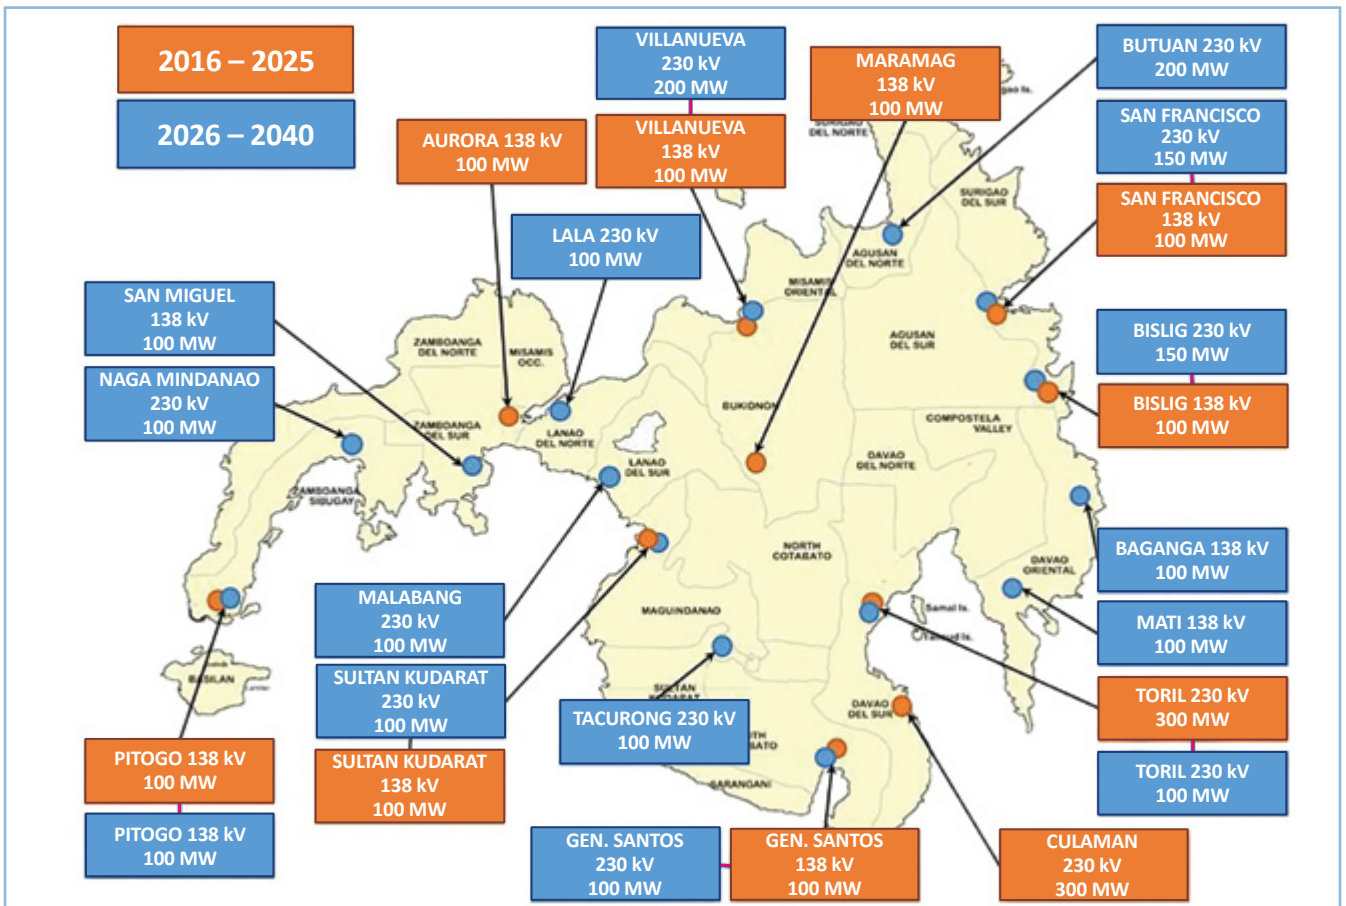 2016 – 2025
2026 – 2040
VILLANUEVA
230 kV
200 MW
VILLANUEVA
138 kV
100 MW
MARAMAG
138 kV
100 MW
BUTUAN 230 kV
200 MW
SAN FRANCISCO
230 kV
150 MW
SAN FRANCISCO
138 kV
100 MW
AURORA 138 kV
100 MW
LALA 230 kV
100 MW
SAN MIGUEL
138 kV
100 MW
NAGA MINDANAO
230 kV
100 MW
BISLIG 230 kV
150 MW
BISLIG 138 kV
100 MW
BAGANGA 138 kV
100 MW
MATI 138 kV
100 MW
TORIL 230 kV
300 MW
TORIL 230 kV
100 MW
MALABANG
230 kV
100 MW
SULTAN KUDARAT
230 kV
100 MW
SULTAN KUDARAT
138 kV
100 MW
TACURONG 230 kV
100 MW
PITOGO 138 kV
100 MW
PITOGO 138 kV
100 MW
GEN. SANTOS
230 kV
100 MW
GEN. SANTOS
138 kV
100 MW
CULAMAN
230 kV
300 MW
DEL NORTE
SURIGAO
DEL SUR
AGUSAN
DEL NORTE
MISAMIS
ORIENTAL
AGUSAN
DEL SUR
ZAMBOANGA
DEL NORTE
MISAMIS
OCC.
ZAMBOANGA
DEL SUR
LANAO
DEL NORTE
BUKIDNON
COMPOSTELA
VALLEY
LANAO
DEL SUR
DAVAO
DEL NORTE
ZAMBOANGA
SIBUGAY
NORTH
COTABATO
DAVAO
ORIENTAL
MAGUINDANAO
Samal Is.
BASILAN
SULTAN
DAVAO
DEL SUR
SARANGANI